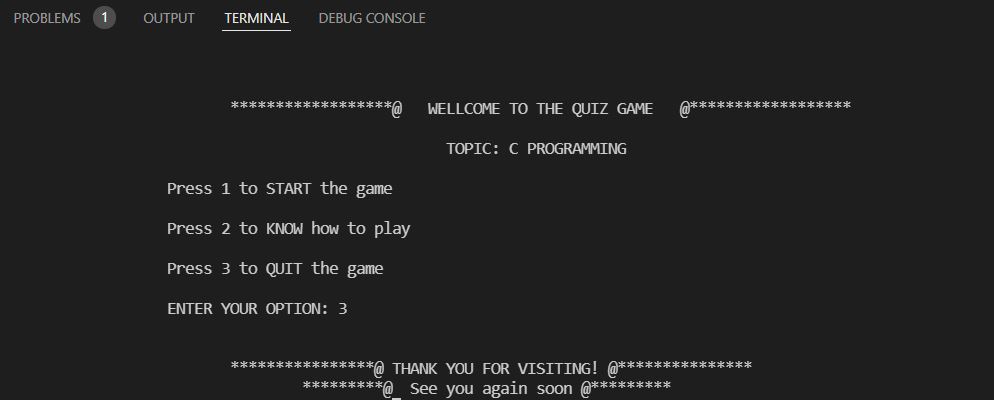 PROBLEMS 1 OUTPUT TERMINAL DEBUG CONSOLE
******************@ WELLCOME TO THE QUIZ GAME @******************
TOPIC: C PROGRAMMING
Press 1 to START the game
Press 2 to KNOW how to play
Press 3 to QUIT the game
ENTER YOUR OPTION: 3
****************@ THANK YOU FOR VISITING! @***************
*********@_ See you again soon @*********